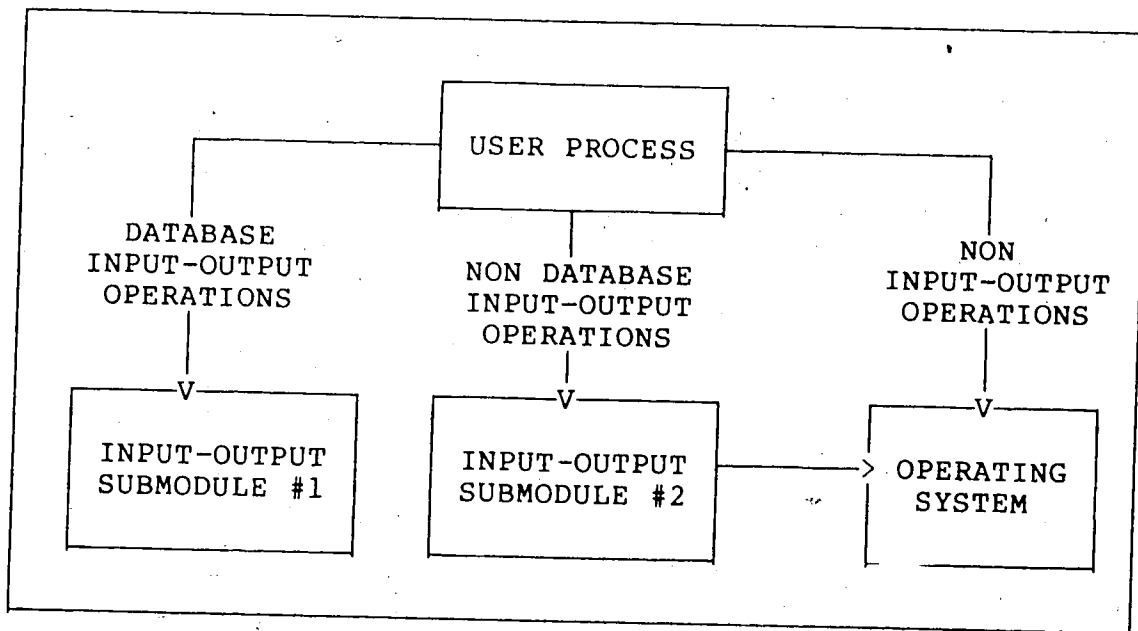 USER PROCESS
DATABASE
INPUT-OUTPUT
OPERATIONS
NON DATABASE
INPUT-OUTPUT
OPERATIONS
NON
INPUT-OUTPUT
OPERATIONS
INPUT-OUTPUT
SUBMODULE #1
INPUT-OUTPUT
SUBMODULE #2
OPERATING
SYSTEM